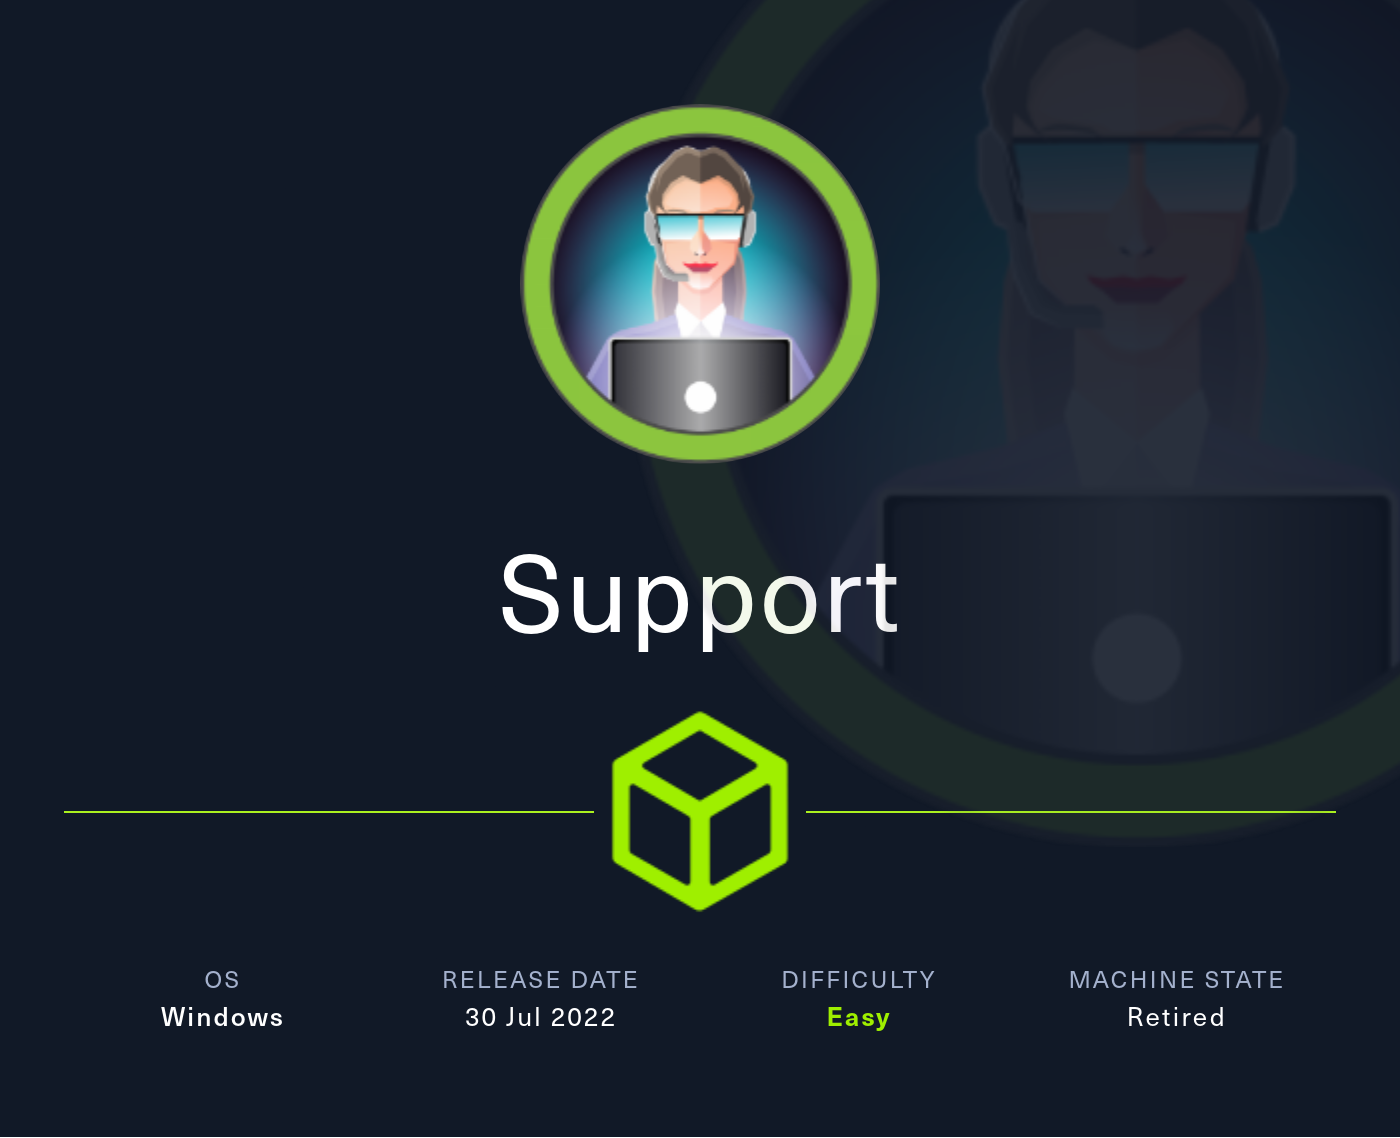 Support
OS
Windows
RELEASE DATE
30 Jul 2022
DIFFICULTY
Easy
MACHINE STATE
Retired